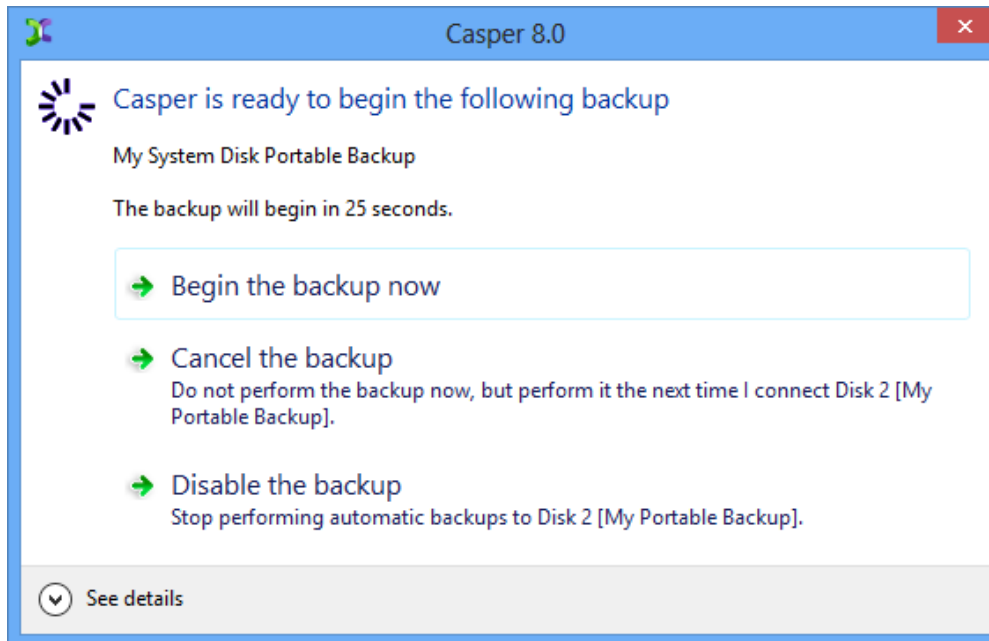 Casper 8.0
Casper is ready to begin the following backup
My System Disk Portable Backup
The backup will begin in 25 seconds.
Begin the backup now
Cancel the backup
Do not perform the backup now, but perform it the next time I connect Disk 2 [My
Portable Backup].
Disable the backup
Stop performing automatic backups to Disk 2 [My Portable Backup].
See details